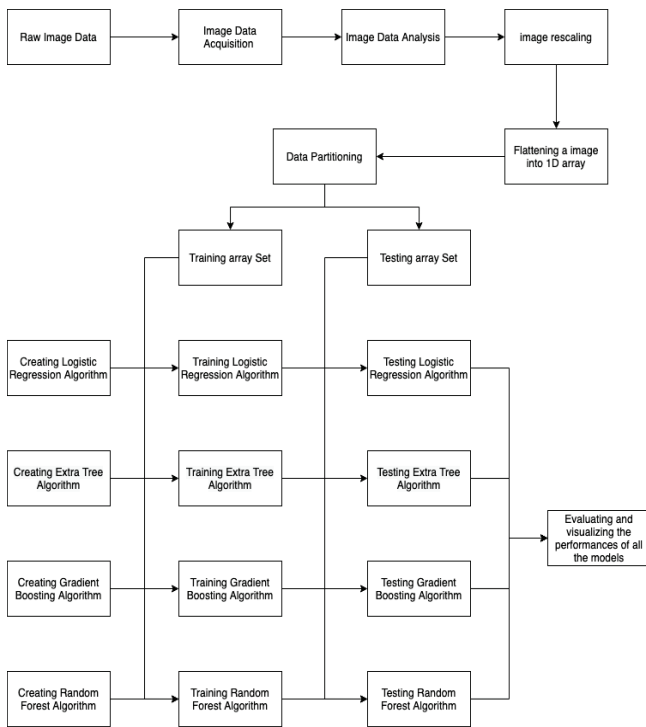 Raw Image Data
Image Data
Acquisition
Image Data Analysis
image rescaling
Data Partitioning
Flattening a image
into 1D array
Training array Set
Testing array Set
Creating Logistic
Regression Algorithm
Training Logistic
Regression Algorithm
Testing Logistic
Regression Algorithm
Creating Extra Tree
Algorithm
Training Extra Tree
Algorithm
Testing Extra Tree
Algorithm
Evaluating and
visualizing the
performances of all
the models
Creating Gradient
Boosting Algorithm
Training Gradient
Boosting Algorithm
Testing Gradient
Boosting Algorithm
Creating Random
Forest Algorithm
Training Random
Forest Algorithm
Testing Random
Forest Algorithm